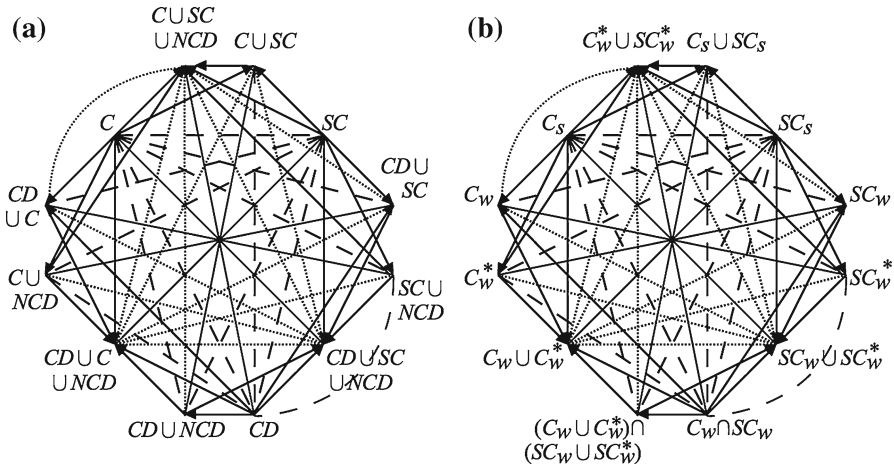 (a)
C∪SC
∪NCD
C∪SC
C
SC
CD∪
SC
CD
∪C
C∪
NCD
SC∪
NCD
CD∪C
∪NCD
CD∪SC
∪NCD
CD∪NCD
CD
(b)
C*w∪SC*w
Cs∪SCs
Cs
SCs
Cw
SCw
C*w
SC*w
Cw∪C*w
SCw∪SC*w
(Cw∪C*w)∩
(SCw∪SC*w)
Cw∩SCw